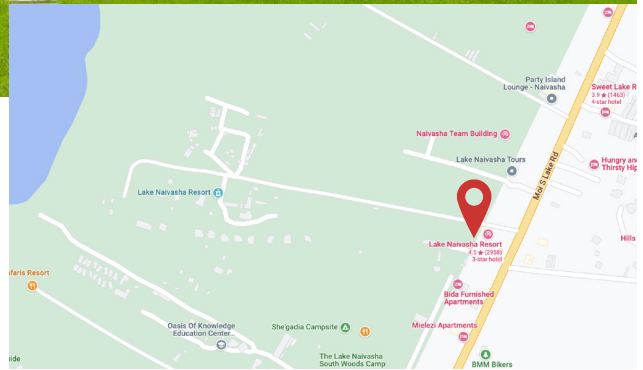 Party Island
Lounge - Naivasha
Sweet Lake R
3.9 ★ (1463)
4-star hotel
Naivasha Team Building
Lake Naivasha Tours
Hungry and
Thirsty Hip
Moi S Lake Rd
Lake Naivasha Resort
Lake Naivasha Resort
4.1 ★ (2958)
3-star hotel
Hills
afaris Resort
Bida Furnished
Apartments
Oasis Of Knowledge
Education Center...
She'gadia Campsite
Mielezi Apartments
The Lake Naivasha
South Woods Camp
ide
BMM Bikers